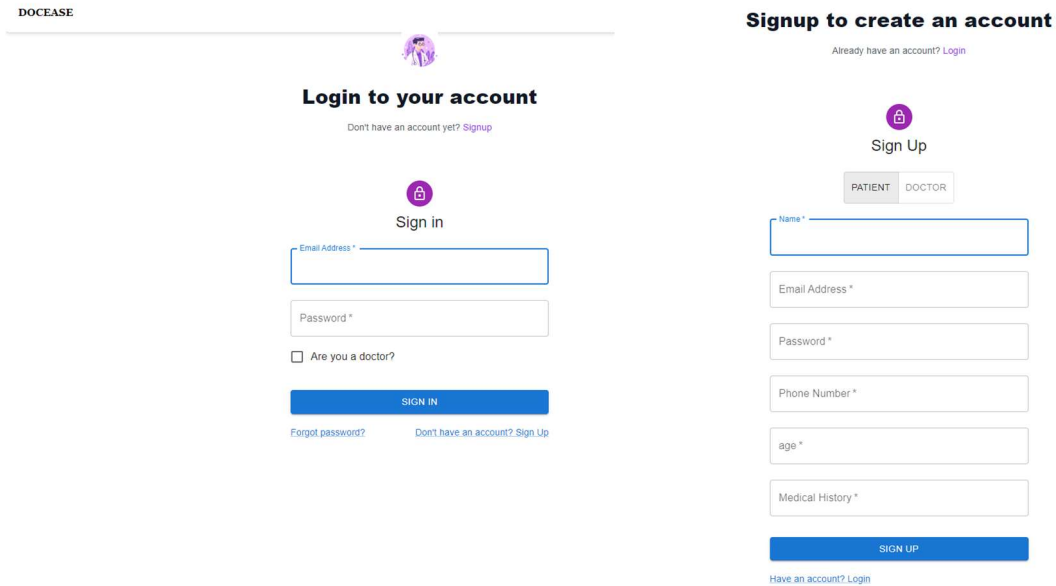 DOCEASE
Login to your account
Don't have an account yet? Signup
Sign in
Email Address *
Password *
Are you a doctor?
SIGN IN
Forgot password? Don't have an account? Sign Up
Signup to create an account
Already have an account? Login
Sign Up
PATIENT DOCTOR
Name *
Email Address *
Password *
Phone Number *
age *
Medical History *
SIGN UP
Have an account? Login